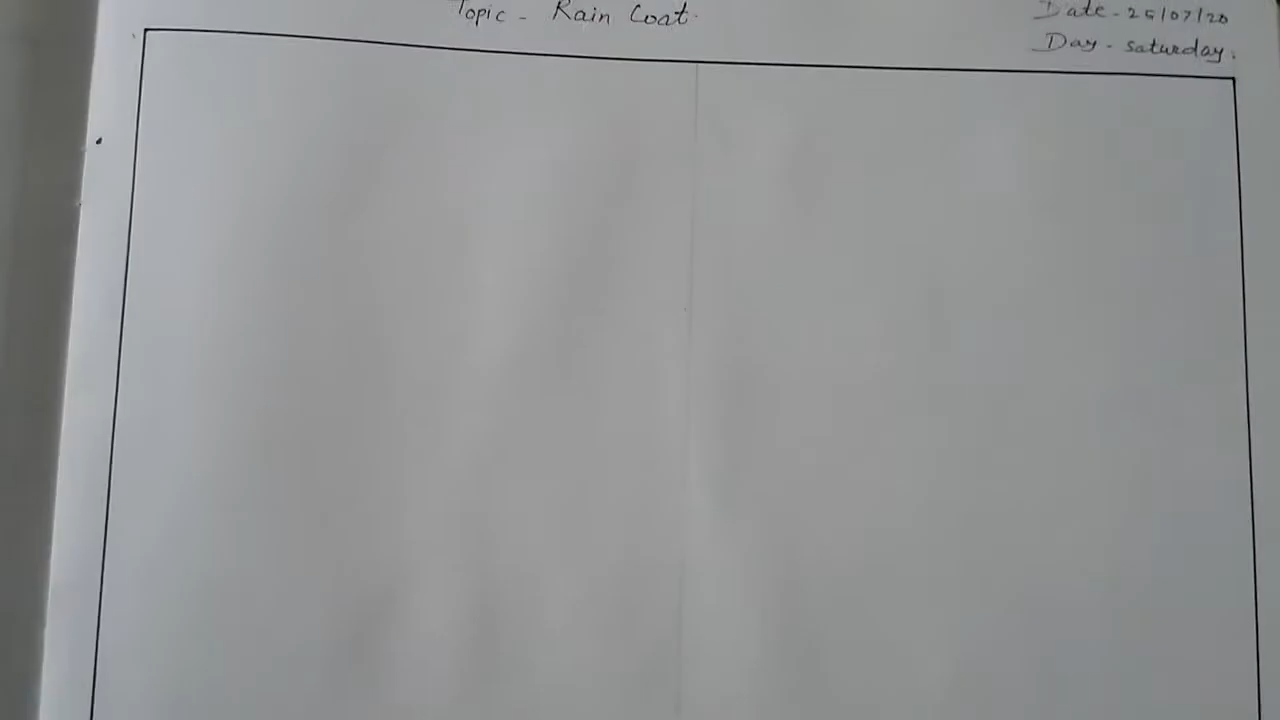 Topic - Rain Coat.
Date - 25/07/20
Day - saturday.